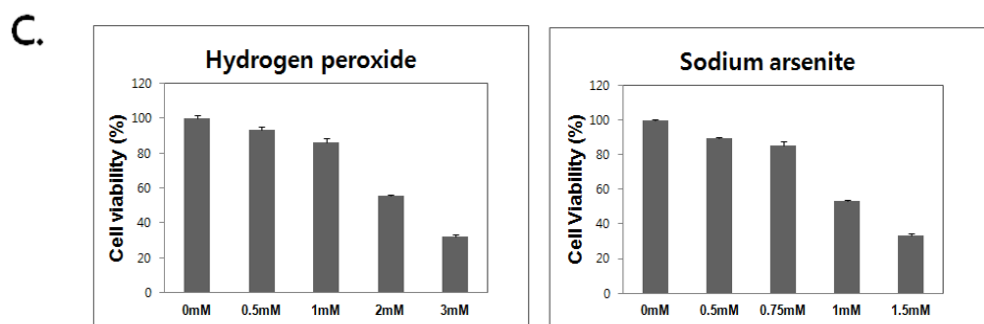 C.
Hydrogen peroxide
Cell viability (%)
120
100
80
60
40
20
0
0mM 0.5mM 1mM 2mM 3mM
Sodium arsenite
Cell Viability (%)
120
100
80
60
40
20
0
0mM 0.5mM 0.75mM 1mM 1.5mM